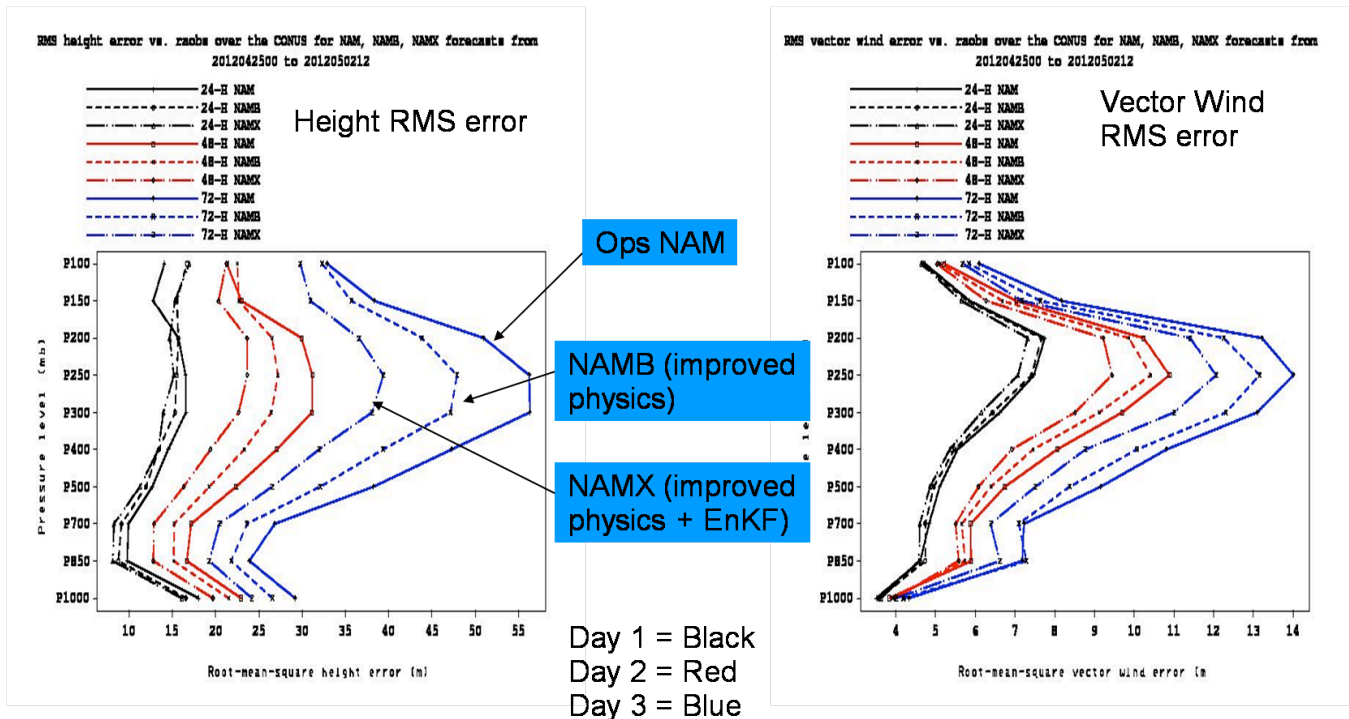 RMS height error vs. raobs over the CONUS for NAM, NAMB, NAMX forecasts from
2012042500 to 2012050212
24-H NAM
24-H NAMB
24-H NAMX
48-H NAM
48-H NAMB
48-H NAMX
72-H NAM
72-H NAMB
72-H NAMX
Height RMS error
Pressure level (mb)
P100
P150
P200
P250
P300
P400
P500
P700
P850
P1000
10 15 20 25 30 35 40 45 50 55
Root-mean-square height error (m)
Ops NAM
NAMB (improved
physics)
NAMX (improved
physics + EnKF)
Day 1 = Black
Day 2 = Red
Day 3 = Blue
RMS vector wind error vs. raobs over the CONUS for NAM, NAMB, NAMX forecasts from
2012042500 to 2012050212
24-H NAM
24-H NAMB
24-H NAMX
48-H NAM
48-H NAMB
48-H NAMX
72-H NAM
72-H NAMB
72-H NAMX
Vector Wind
RMS error
P100
P150
P200
P250
P300
P400
P500
P700
P850
P1000
4 5 6 7 8 9 10 11 12 13 14
Root-mean-square vector wind error (m